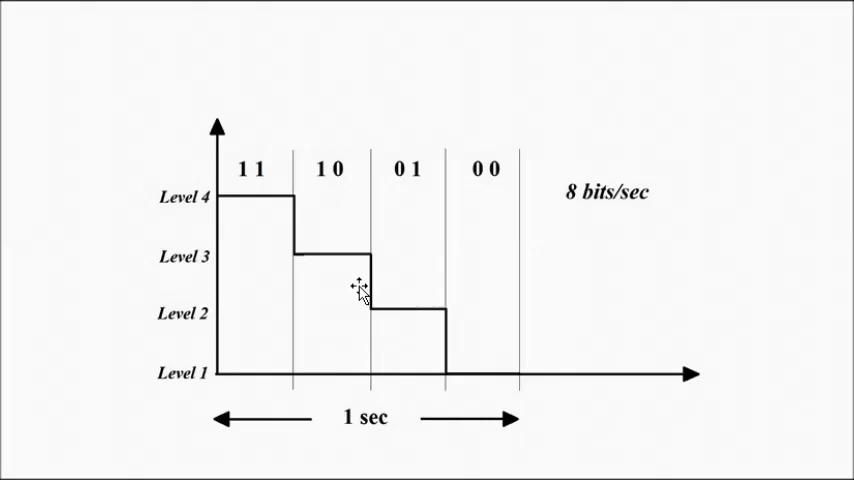 1 1
1 0
0 1
0 0
Level 4
8 bits/sec
Level 3
Level 2
Level 1
1 sec